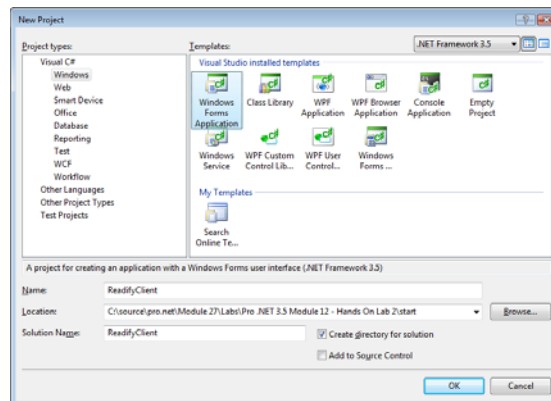 New Project
Project types:
Templates:
.NET Framework 3.5
Visual C#
Windows
Web
Smart Device
Office
Database
Reporting
Test
WCF
Workflow
Other Languages
Other Project Types
Test Projects
Visual Studio installed templates
Windows Forms Application
Class Library
WPF Application
WPF Browser Application
Console Application
Empty Project
Windows Service
WPF Custom Control Lib...
WPF User Control...
Windows Forms ...
My Templates
Search Online Te...
A project for creating an application with a Windows Forms user interface (.NET Framework 3.5)
Name:
ReadifyClient
Location:
C:\source\pro.net\Module 27\Labs\Pro .NET 3.5 Module 12 - Hands On Lab 2\start
Browse...
Solution Name:
ReadifyClient
Create directory for solution
Add to Source Control
OK
Cancel